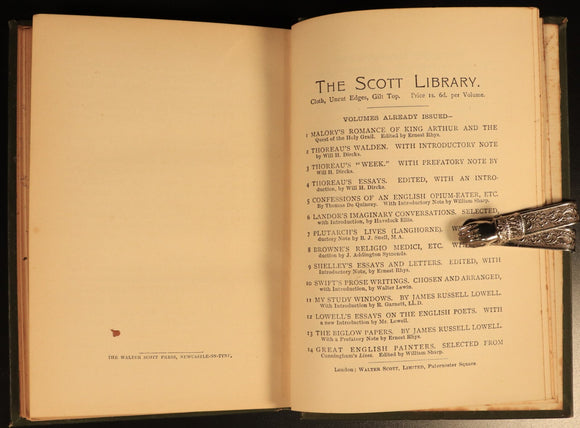 THE WALTER SCOTT PRESS, NEWCASTLE-ON-TYNE.
THE SCOTT LIBRARY.
Cloth, Uncut Edges, Gilt Top. Price 1s. 6d. per Volume.
VOLUMES ALREADY ISSUED—
1 MALORY'S ROMANCE OF KING ARTHUR AND THE
Quest of the Holy Grail. Edited by Ernest Rhys.
2 THOREAU'S WALDEN. WITH INTRODUCTORY NOTE
by Will H. Dircks.
3 THOREAU'S "WEEK." WITH PREFATORY NOTE BY
Will H. Dircks.
4 THOREAU'S ESSAYS. EDITED, WITH AN INTRO-
duction, by Will H. Dircks.
5 CONFESSIONS OF AN ENGLISH OPIUM-EATER, ETC.
By Thomas De Quincey. With Introductory Note by William Sharp.
6 LANDOR'S IMAGINARY CONVERSATIONS. SELECTED,
with Introduction, by Havelock Ellis.
7 PLUTARCH'S LIVES (LANGHORNE).
ductory Note by B. J. Snell, M.A.
8 BROWNE'S RELIGIO MEDICI, ETC. WITH
duction by J. Addington Symonds.
9 SHELLEY'S ESSAYS AND LETTERS. EDITED, WITH
Introductory Note, by Ernest Rhys.
10 SWIFT'S PROSE WRITINGS. CHOSEN AND ARRANGED,
with Introduction, by Walter Lewin.
11 MY STUDY WINDOWS. BY JAMES RUSSELL LOWELL.
With Introduction by R. Garnett, LL.D.
12 LOWELL'S ESSAYS ON THE ENGLISH POETS. WITH
a new Introduction by Mr. Lowell.
13 THE BIGLOW PAPERS. BY JAMES RUSSELL LOWELL.
With a Prefatory Note by Ernest Rhys.
14 GREAT ENGLISH PAINTERS. SELECTED FROM
Cunningham's Lives. Edited by William Sharp.
London: WALTER SCOTT, LIMITED, Paternoster Square.